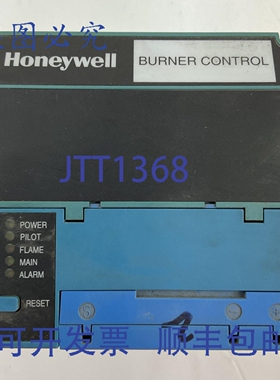 盗图必究
Honeywell
BURNER CONTROL
JTT1368
POWER
PILOT
FLAME
MAIN
ALARM
RESET
可开发票 顺丰包邮